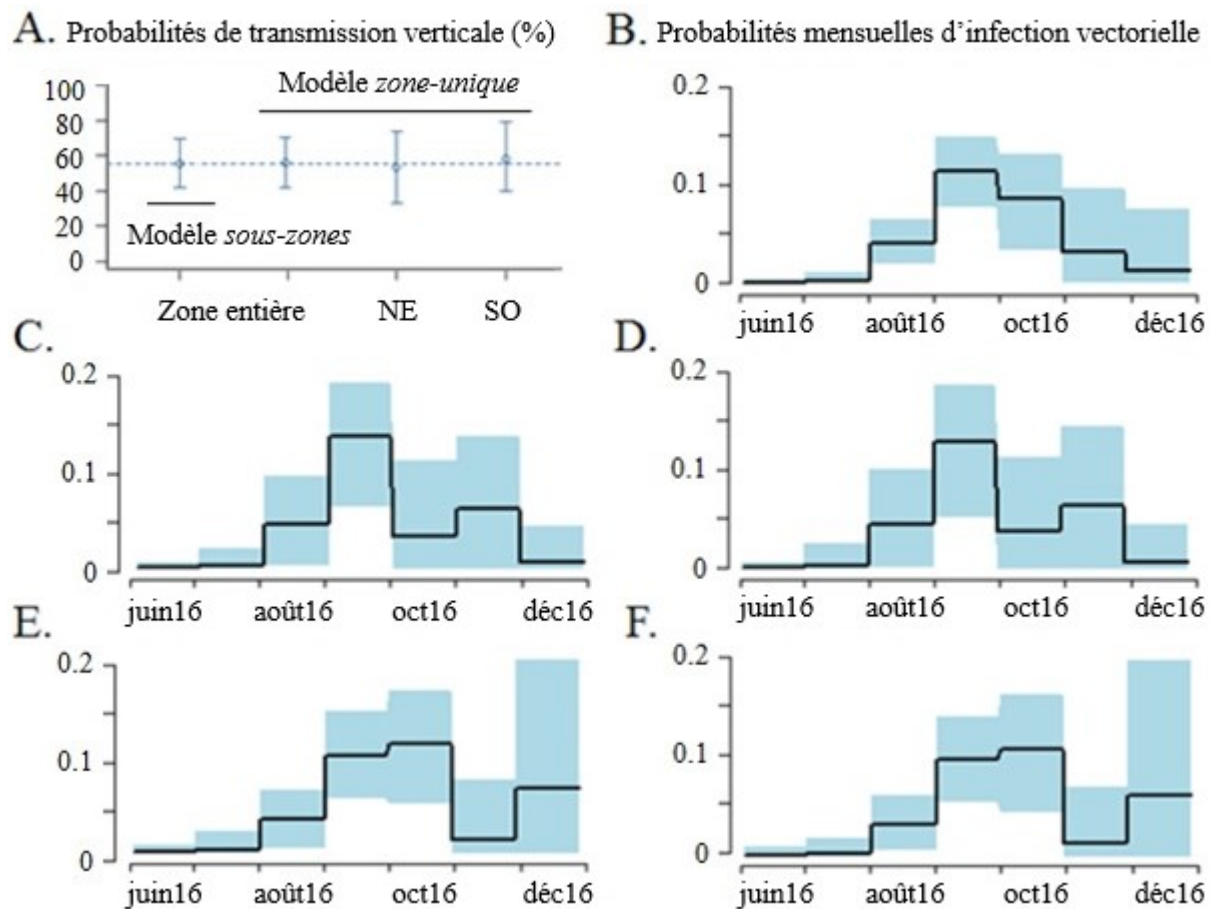 A. Probabilités de transmission verticale (%)
B. Probabilités mensuelles d'infection vectorielle
100
80
60
40
20
0
Modèle zone-unique
Modèle sous-zones
Zone entière NE SO
0.2
0.1
0
juin16 août16 oct16 déc16
C.
0.2
0.1
0
juin16 août16 oct16 déc16
D.
0.2
0.1
0
juin16 août16 oct16 déc16
E.
0.2
0.1
0
juin16 août16 oct16 déc16
F.
0.2
0.1
0
juin16 août16 oct16 déc16